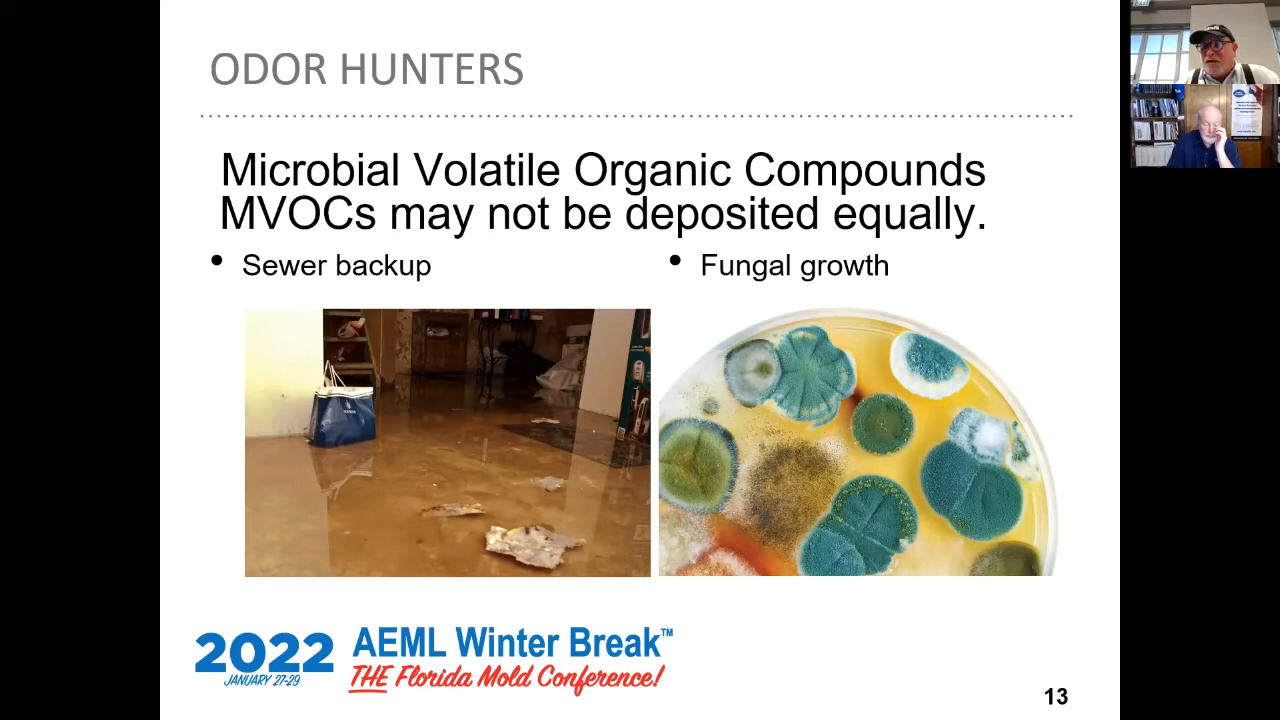 ODOR HUNTERS
Microbial Volatile Organic Compounds
MVOCs may not be deposited equally.
• Sewer backup
• Fungal growth
2022 AEML Winter Break™
JANUARY 27-29 THE Florida Mold Conference!
13